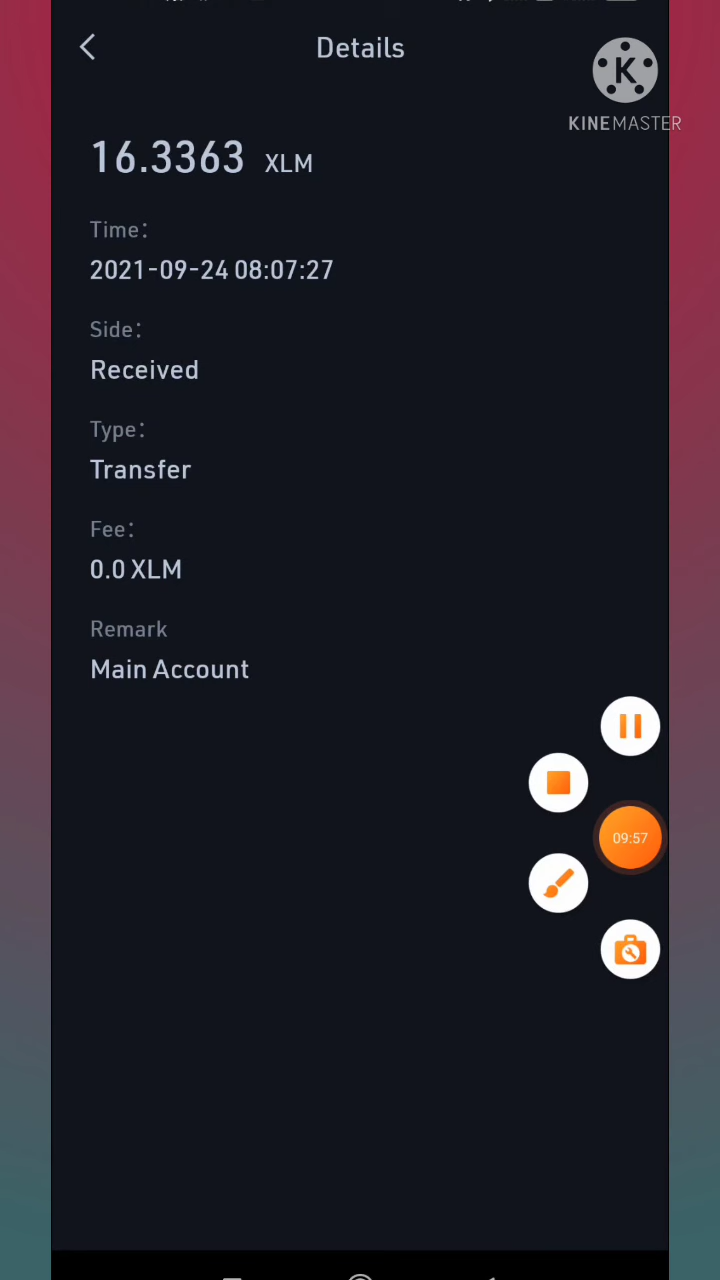 Details
K
KINEMASTER
16.3363 XLM
Time:
2021-09-24 08:07:27
Side:
Received
Type:
Transfer
Fee:
0.0 XLM
Remark
Main Account
09:57